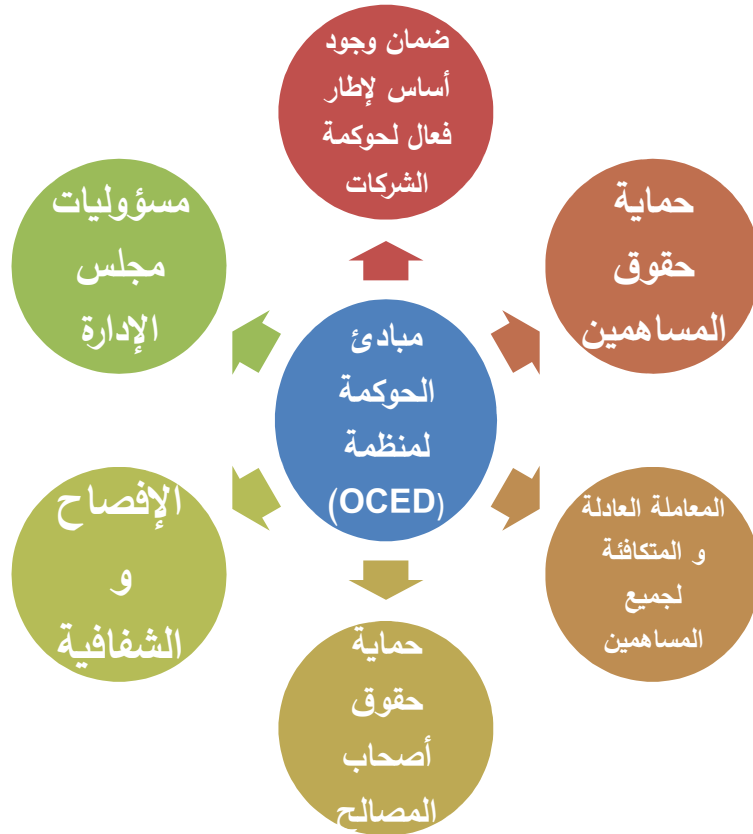 ضمان وجود
أساس لإطار
فعال لحوكمة
الشركات
حماية
حقوق
المساهمين
المعاملة العادلة
و المتكافئة
لجميع
المساهمين
حماية
حقوق
أصحاب
المصالح
الإفصاح
و
الشفافية
مسؤوليات
مجلس
الإدارة
مبادئ
الحوكمة
لمنظمة
(OCED)